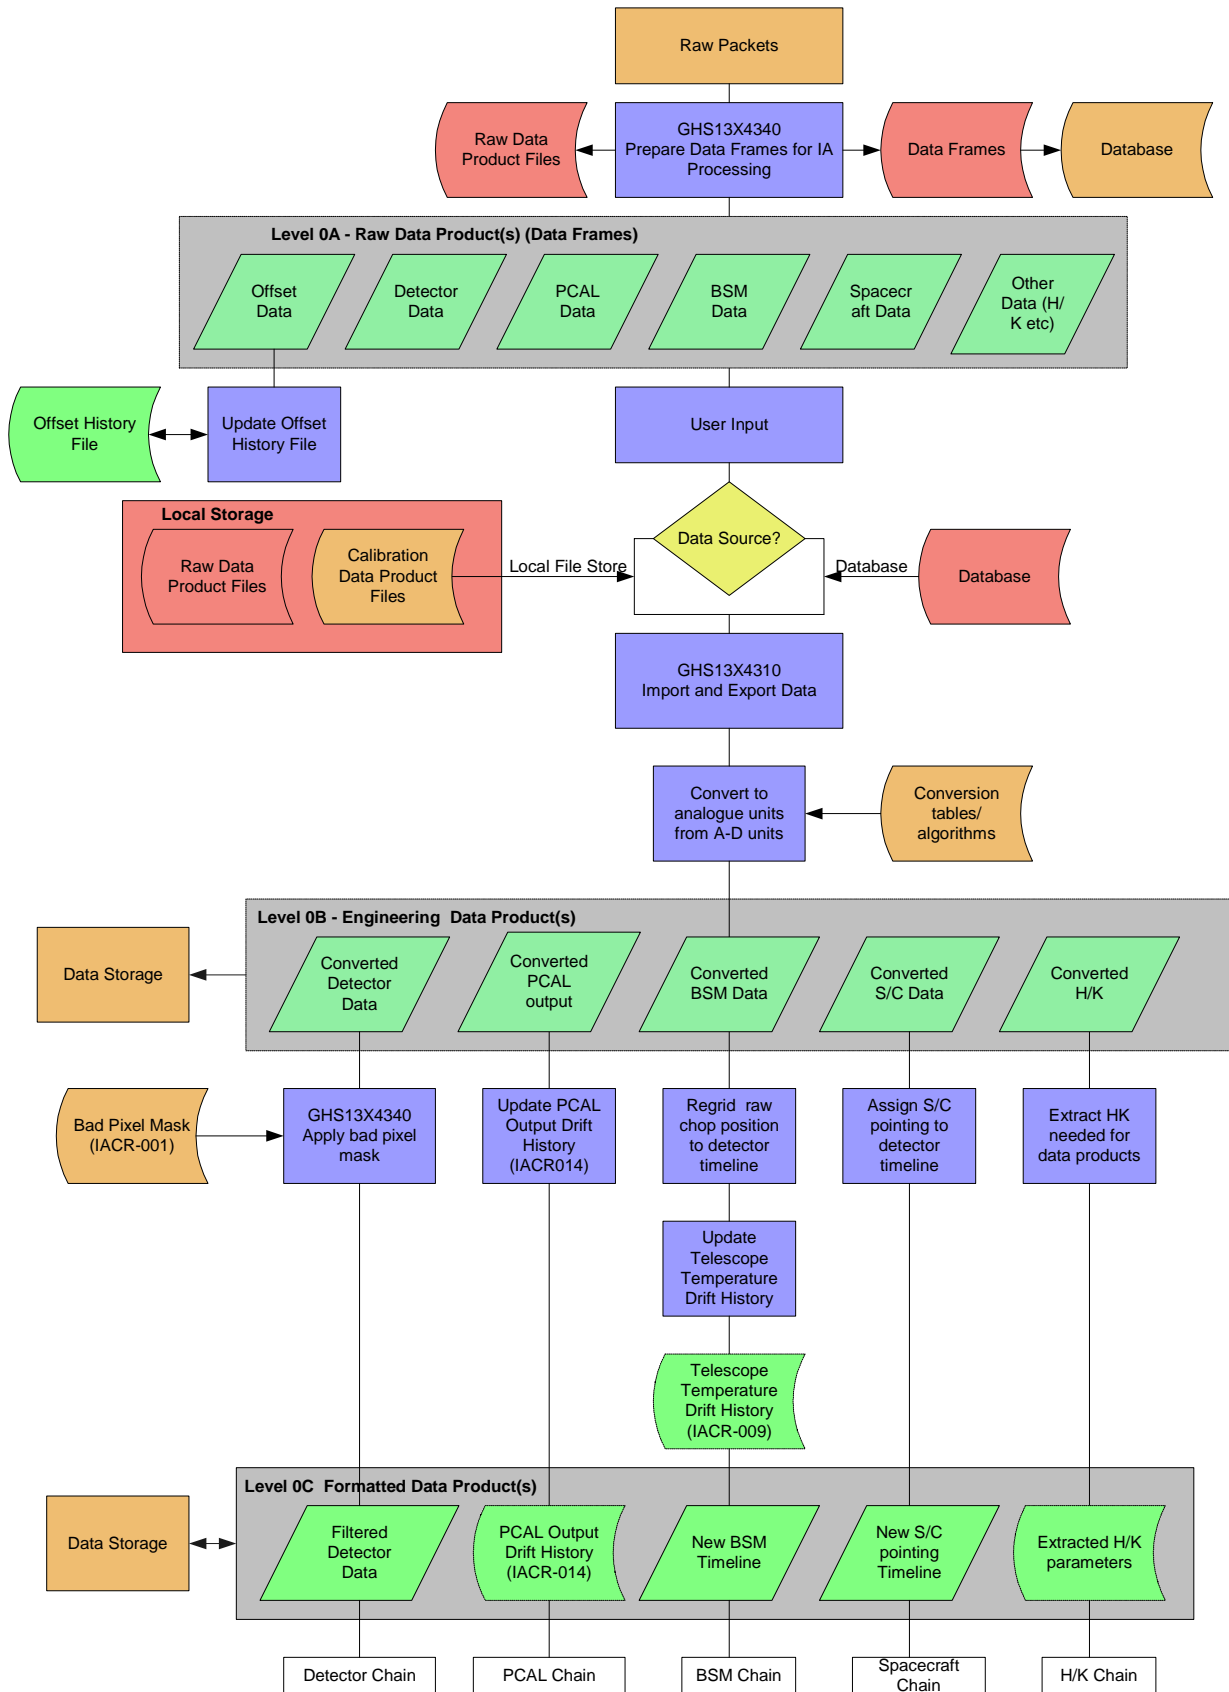 Raw Packets
Raw Data
Product Files
GHS13X4340
Prepare Data Frames for IA
Processing
Data Frames
Database
Level 0A - Raw Data Product(s) (Data Frames)
Offset
Data
Detector
Data
PCAL
Data
BSM
Data
Spacecr
aft Data
Other
Data (H/
K etc)
Offset History
File
Update Offset
History File
User Input
Local Storage
Raw Data
Product Files
Calibration
Data Product
Files
Local File Store
Data Source?
Database
Database
GHS13X4310
Import and Export Data
Convert to
analogue units
from A-D units
Conversion
tables/
algorithms
Level 0B - Engineering  Data Product(s)
Data Storage
Converted
Detector
Data
Converted
PCAL
output
Converted
BSM Data
Converted
S/C Data
Converted
H/K
Bad Pixel Mask
(IACR-001)
GHS13X4340
Apply bad pixel
mask
Update PCAL
Output Drift
History
(IACR014)
Regrid  raw
chop position
to detector
timeline
Assign S/C
pointing to
detector
timeline
Extract HK
needed for
data products
Update
Telescope
Temperature
Drift History
Telescope
Temperature
Drift History
(IACR-009)
Level 0C  Formatted Data Product(s)
Data Storage
Filtered
Detector
Data
PCAL Output
Drift History
(IACR-014)
New BSM
Timeline
New S/C
pointing
Timeline
Extracted H/K
parameters
Detector Chain
PCAL Chain
BSM Chain
Spacecraft
Chain
H/K Chain